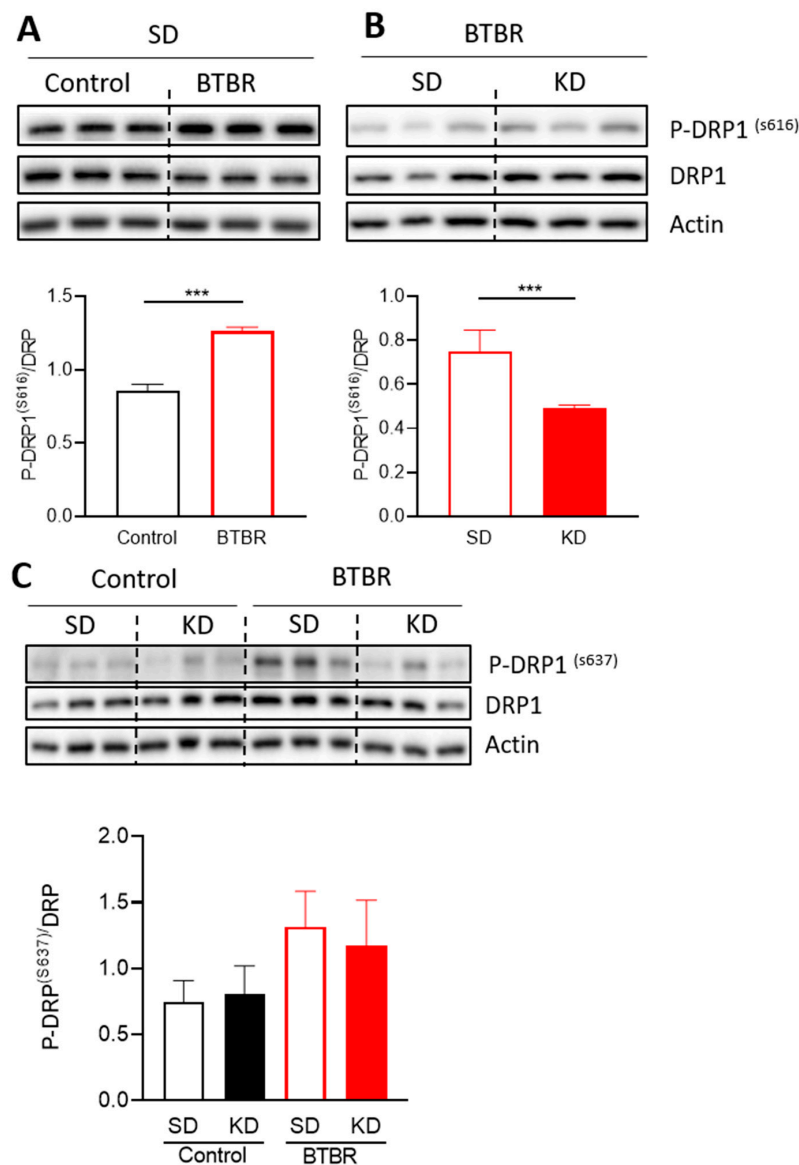 A
SD
Control BTBR
B
BTBR
SD KD
P-DRP1 (s616)
DRP1
Actin
P-DRP1(S616)/DRP
1.5
1.0
0.5
0.0
***
Control BTBR
P-DRP1(S616)/DRP
1.0
0.8
0.6
0.4
0.2
0.0
***
SD KD
C
Control BTBR
SD KD SD KD
P-DRP1 (s637)
DRP1
Actin
P-DRP(S637)/DRP
2.0
1.5
1.0
0.5
0.0
SD KD SD KD
Control BTBR